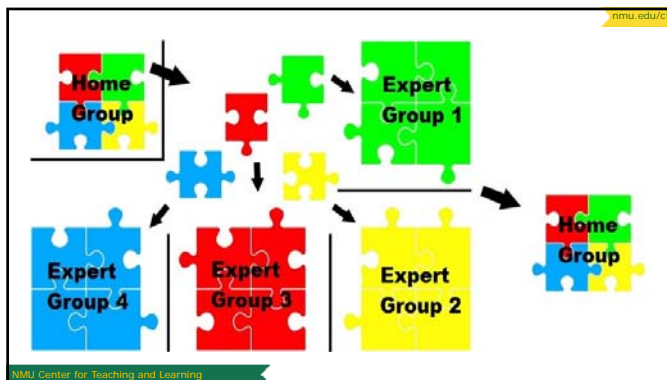 nmu.edu/c
Home
Group
Expert
Group 1
Expert
Group 4
Expert
Group 3
Expert
Group 2
Home
Group
NMU Center for Teaching and Learning